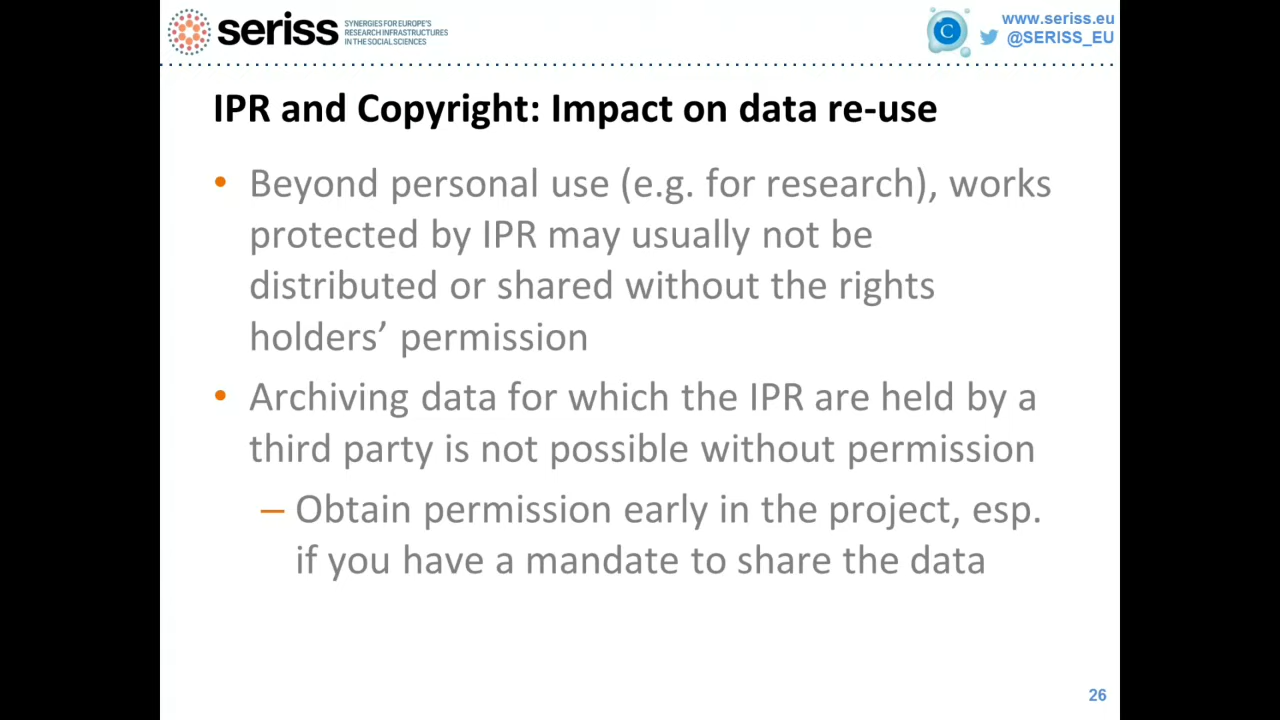 seriss
SYNERGIES FOR EUROPE'S
RESEARCH INFRASTRUCTURES
IN THE SOCIAL SCIENCES
C
www.seriss.eu
@SERISS_EU
IPR and Copyright: Impact on data re-use
• Beyond personal use (e.g. for research), works
protected by IPR may usually not be
distributed or shared without the rights
holders’ permission
• Archiving data for which the IPR are held by a
third party is not possible without permission
– Obtain permission early in the project, esp.
if you have a mandate to share the data
26